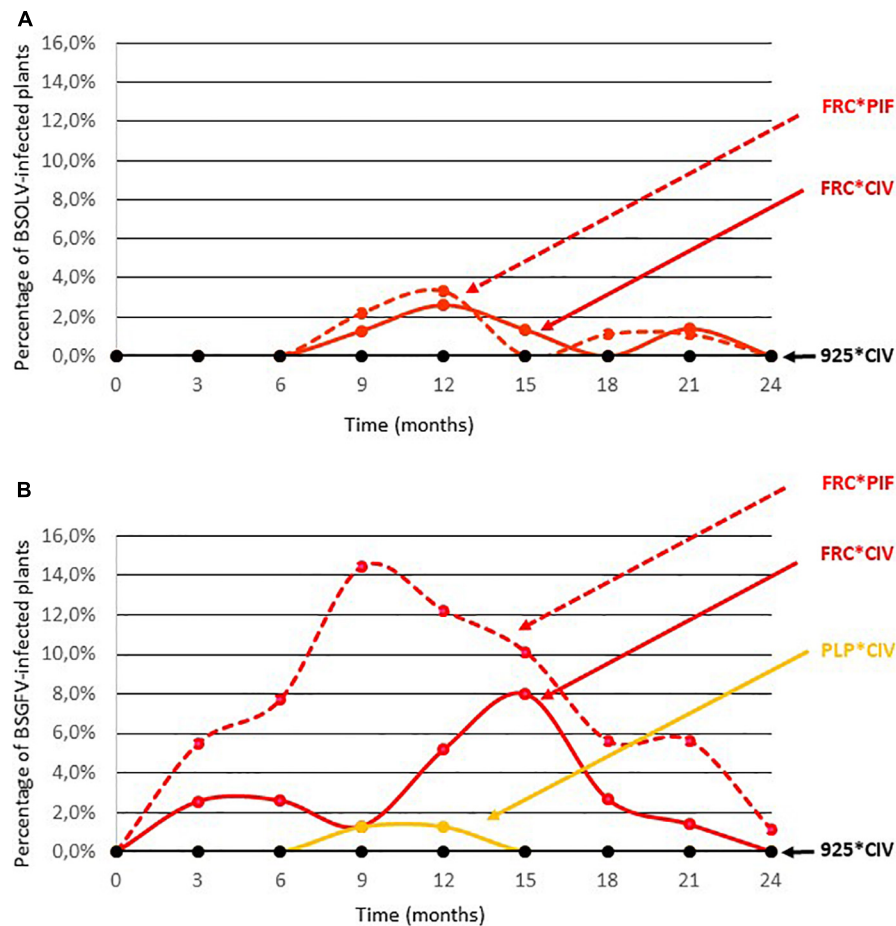 A
Percentage of BSOLV-infected plants
16,0%
14,0%
12,0%
10,0%
8,0%
6,0%
4,0%
2,0%
0,0%
FRC*PIF
FRC*CIV
925*CIV
0 3 6 9 12 15 18 21 24
Time (months)
B
Percentage of BSGFV-infected plants
16,0%
14,0%
12,0%
10,0%
8,0%
6,0%
4,0%
2,0%
0,0%
FRC*PIF
FRC*CIV
PLP*CIV
925*CIV
0 3 6 9 12 15 18 21 24
Time (months)